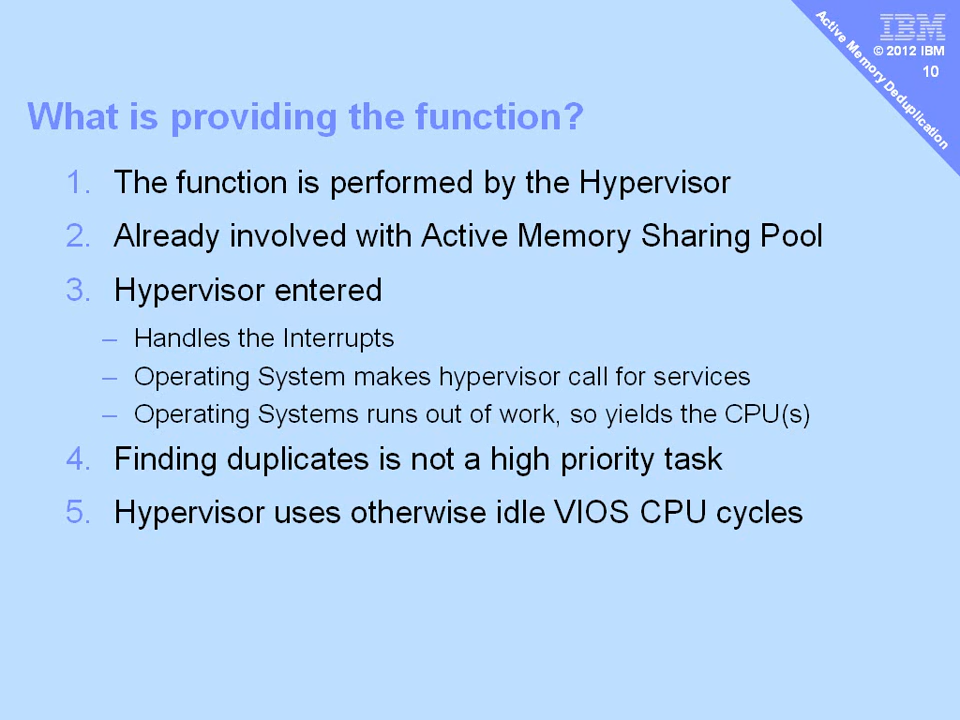 IBM
© 2012 IBM
10
Active Memory Deduplication
What is providing the function?
1. The function is performed by the Hypervisor
2. Already involved with Active Memory Sharing Pool
3. Hypervisor entered
– Handles the Interrupts
– Operating System makes hypervisor call for services
– Operating Systems runs out of work, so yields the CPU(s)
4. Finding duplicates is not a high priority task
5. Hypervisor uses otherwise idle VIOS CPU cycles